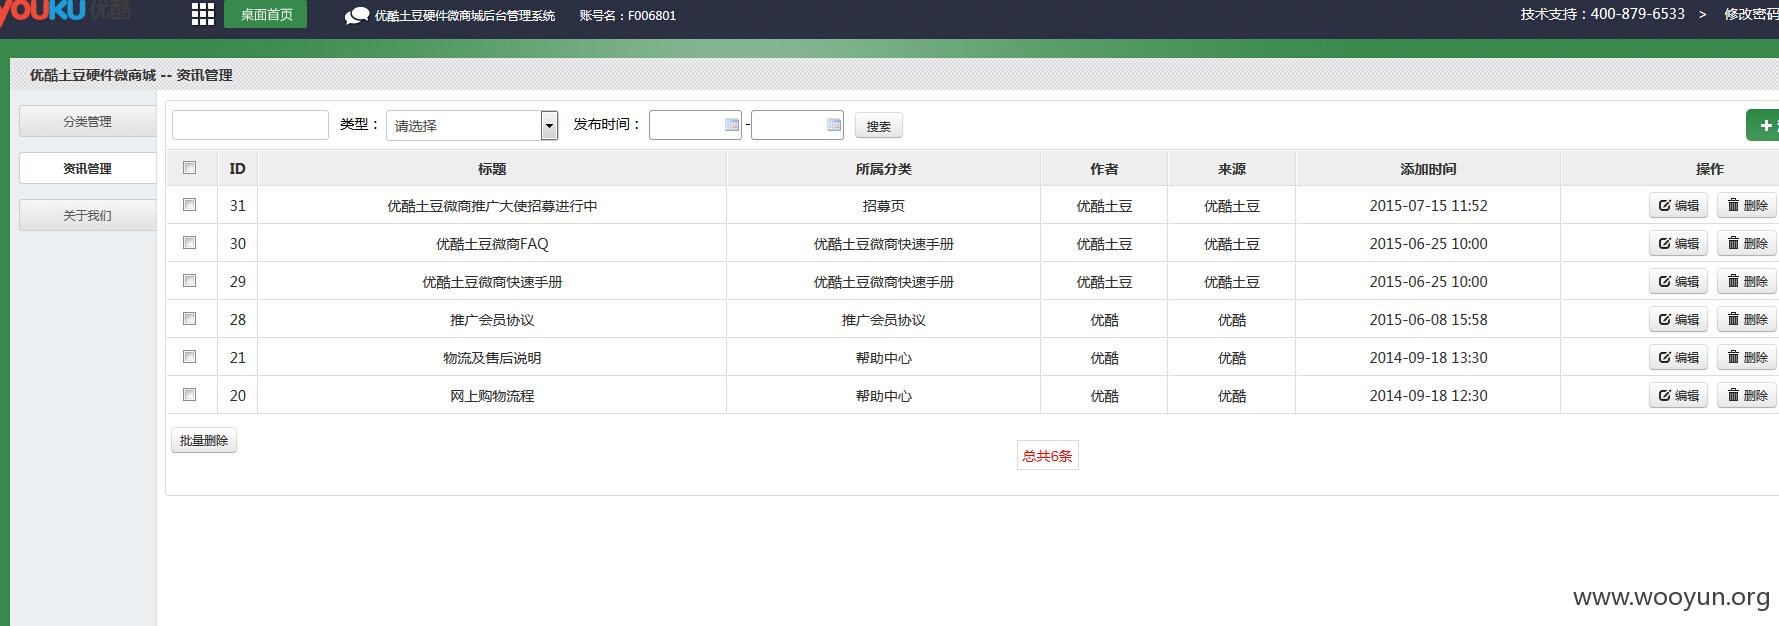 YOUKU 优酷 桌面首页 优酷土豆硬件微商城后台管理系统 账号名：F006801 技术支持：400-879-6533 > 修改密码
优酷土豆硬件微商城 -- 资讯管理
分类管理
资讯管理
关于我们
类型： 请选择 发布时间： - 搜索
ID 标题 所属分类 作者 来源 添加时间 操作
31 优酷土豆微商推广大使招募进行中 招募页 优酷土豆 优酷土豆 2015-07-15 11:52 编辑 删除
30 优酷土豆微商FAQ 优酷土豆微商快速手册 优酷土豆 优酷土豆 2015-06-25 10:00 编辑 删除
29 优酷土豆微商快速手册 优酷土豆微商快速手册 优酷土豆 优酷土豆 2015-06-25 10:00 编辑 删除
28 推广会员协议 推广会员协议 优酷 优酷 2015-06-08 15:58 编辑 删除
21 物流及售后说明 帮助中心 优酷 优酷 2014-09-18 13:30 编辑 删除
20 网上购物流程 帮助中心 优酷 优酷 2014-09-18 12:30 编辑 删除
批量删除
总共6条
www.wooyun.org